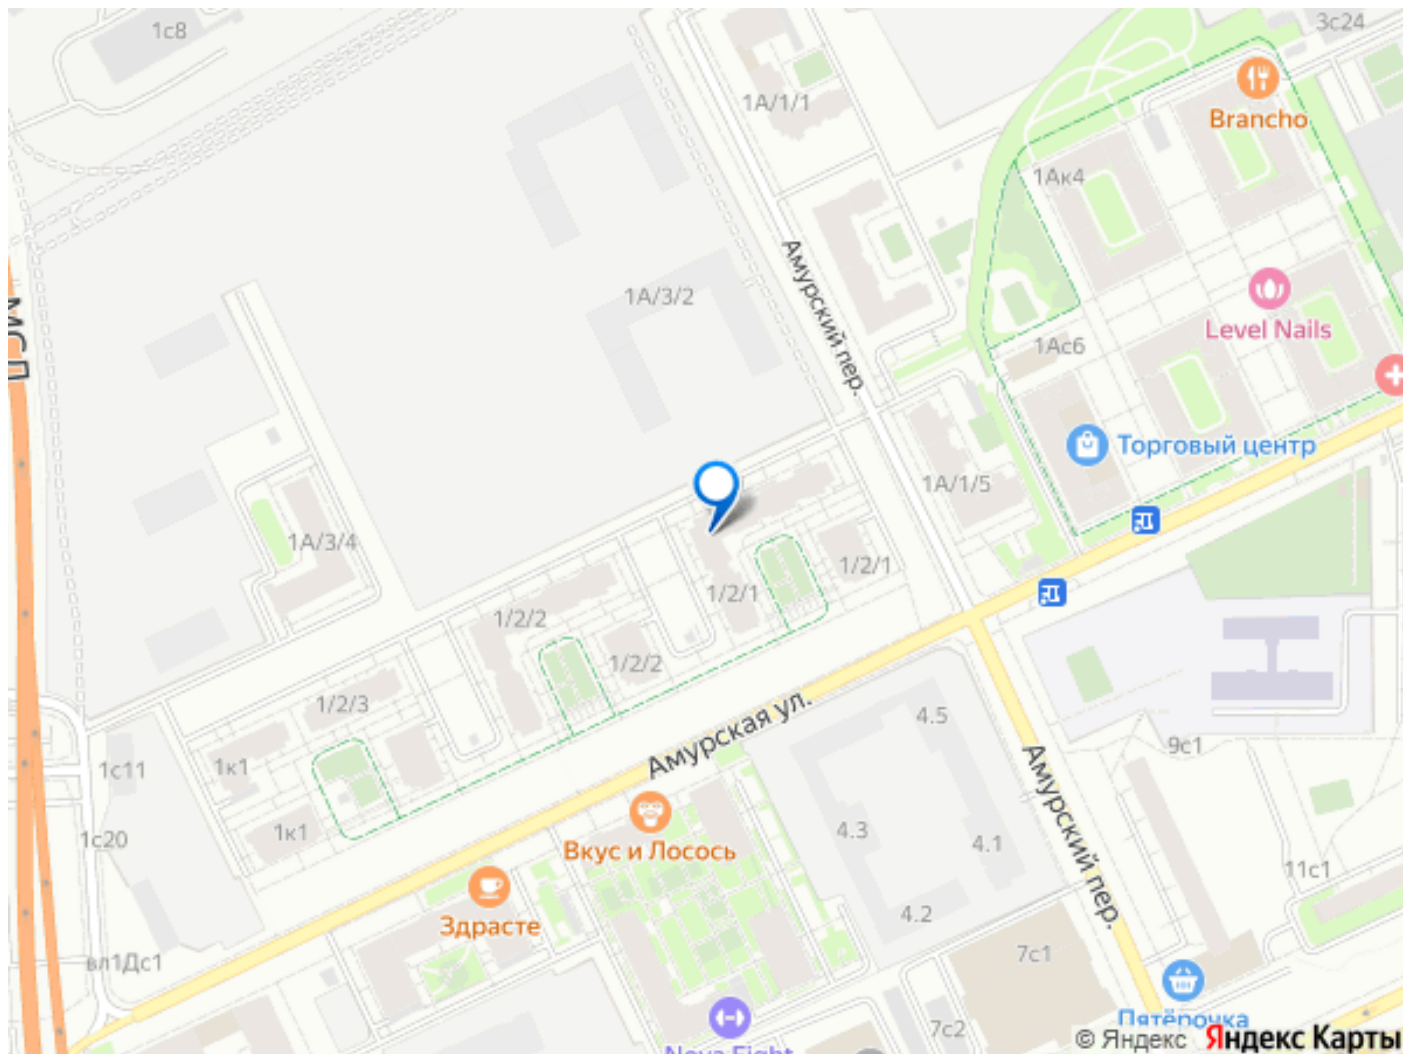 1с8
3с24
1А/1/1
Brancho
1Ак4
Амурский пер.
1А/3/2
Level Nails
1Ас6
Торговый центр
1А/1/5
1А/3/4
1/2/1
1/2/1
1/2/2
1/2/2
1/2/3
4.5
Амурская ул.
9с1
1к1
1с11
Амурский пер.
1к1
1с20
4.3
4.1
Вкус и Лосось
11с1
4.2
Здрасте
7с1
вл1Дс1
Пятёрочка
7с2
Nova Fight
© Яндекс Яндекс Карты